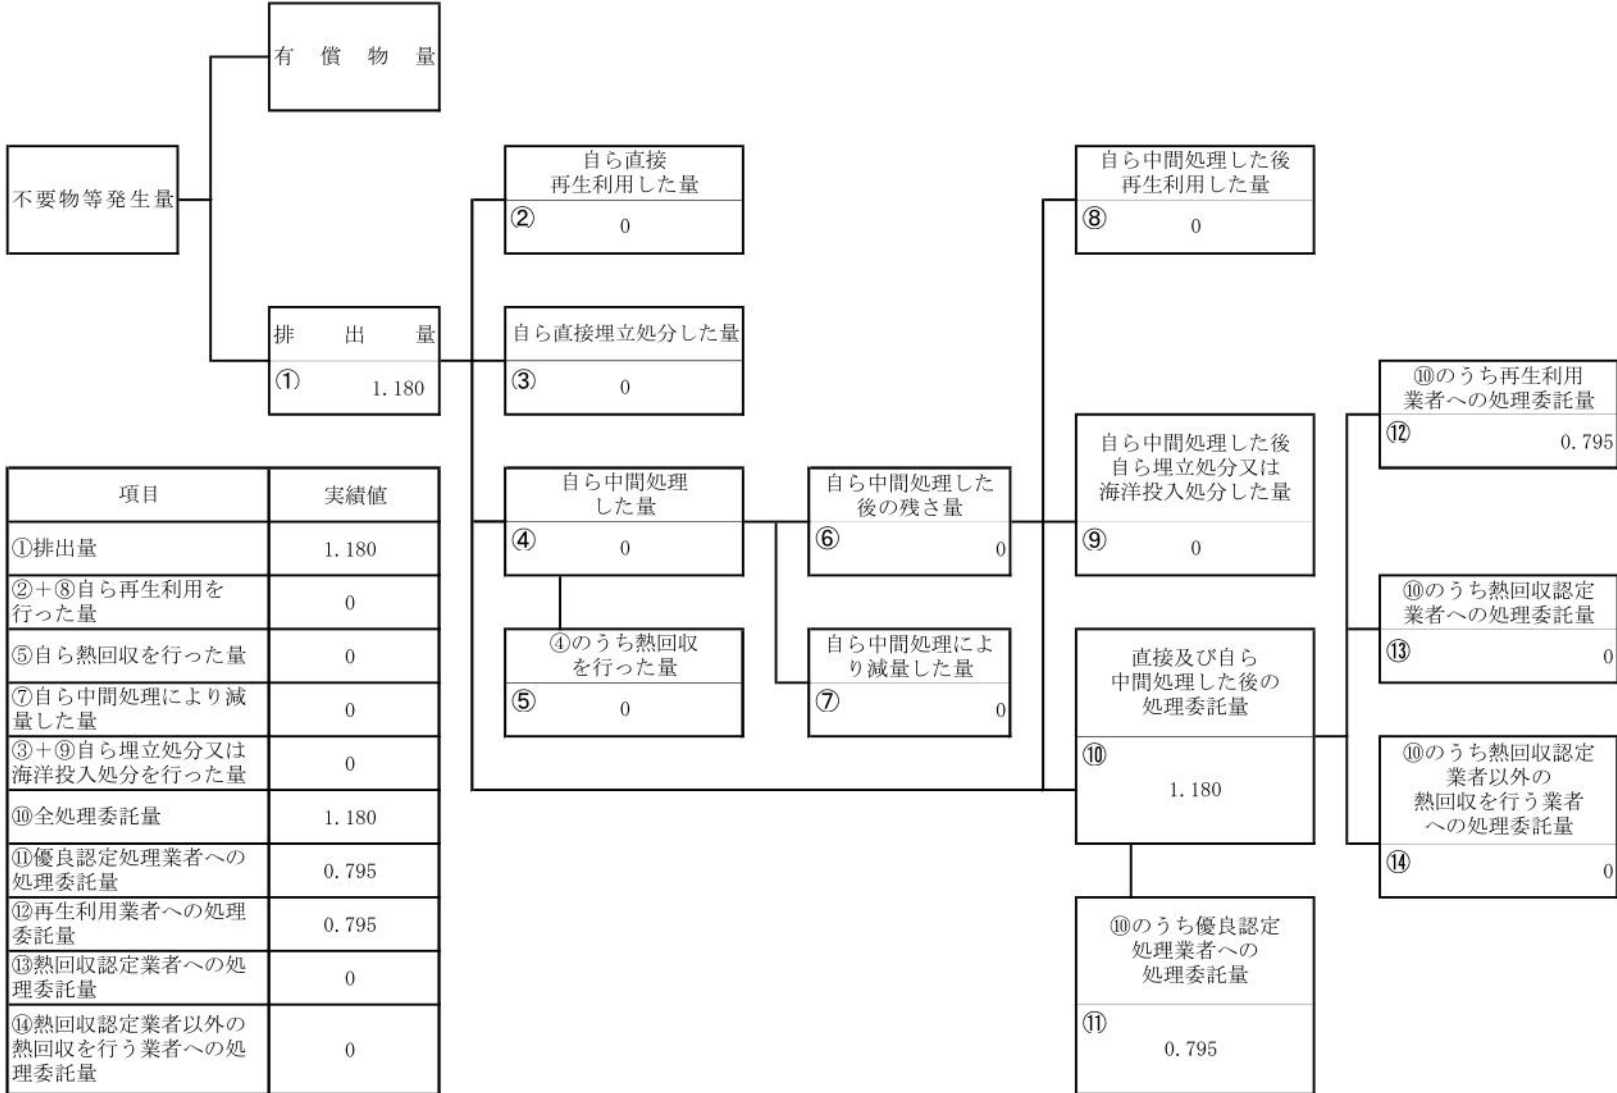 有償物量
不要物等発生量
排出量
① 1.180
自ら直接
再生利用した量
② 0
自ら直接埋立処分した量
③ 0
自ら中間処理
した量
④ 0
④のうち熱回収
を行った量
⑤ 0
自ら中間処理した
後の残さ量
⑥ 0
自ら中間処理によ
り減量した量
⑦ 0
自ら中間処理した後
再生利用した量
⑧ 0
自ら中間処理した後
自ら埋立処分又は
海洋投入処分した量
⑨ 0
直接及び自ら
中間処理した後の
処理委託量
⑩
1.180
⑩のうち優良認定
処理業者への
処理委託量
⑪
0.795
⑩のうち再生利用
業者への処理委託量
⑫ 0.795
⑩のうち熱回収認定
業者への処理委託量
⑬ 0
⑩のうち熱回収認定
業者以外の
熱回収を行う業者
への処理委託量
⑭ 0
項目 実績値
①排出量 1.180
②+⑧自ら再生利用を
行った量 0
⑤自ら熱回収を行った量 0
⑦自ら中間処理により減
量した量 0
③+⑨自ら埋立処分又は
海洋投入処分を行った量 0
⑩全処理委託量 1.180
⑪優良認定処理業者への
処理委託量 0.795
⑫再生利用業者への処理
委託量 0.795
⑬熱回収認定業者への処
理委託量 0
⑭熱回収認定業者以外の
熱回収を行う業者への処
理委託量 0